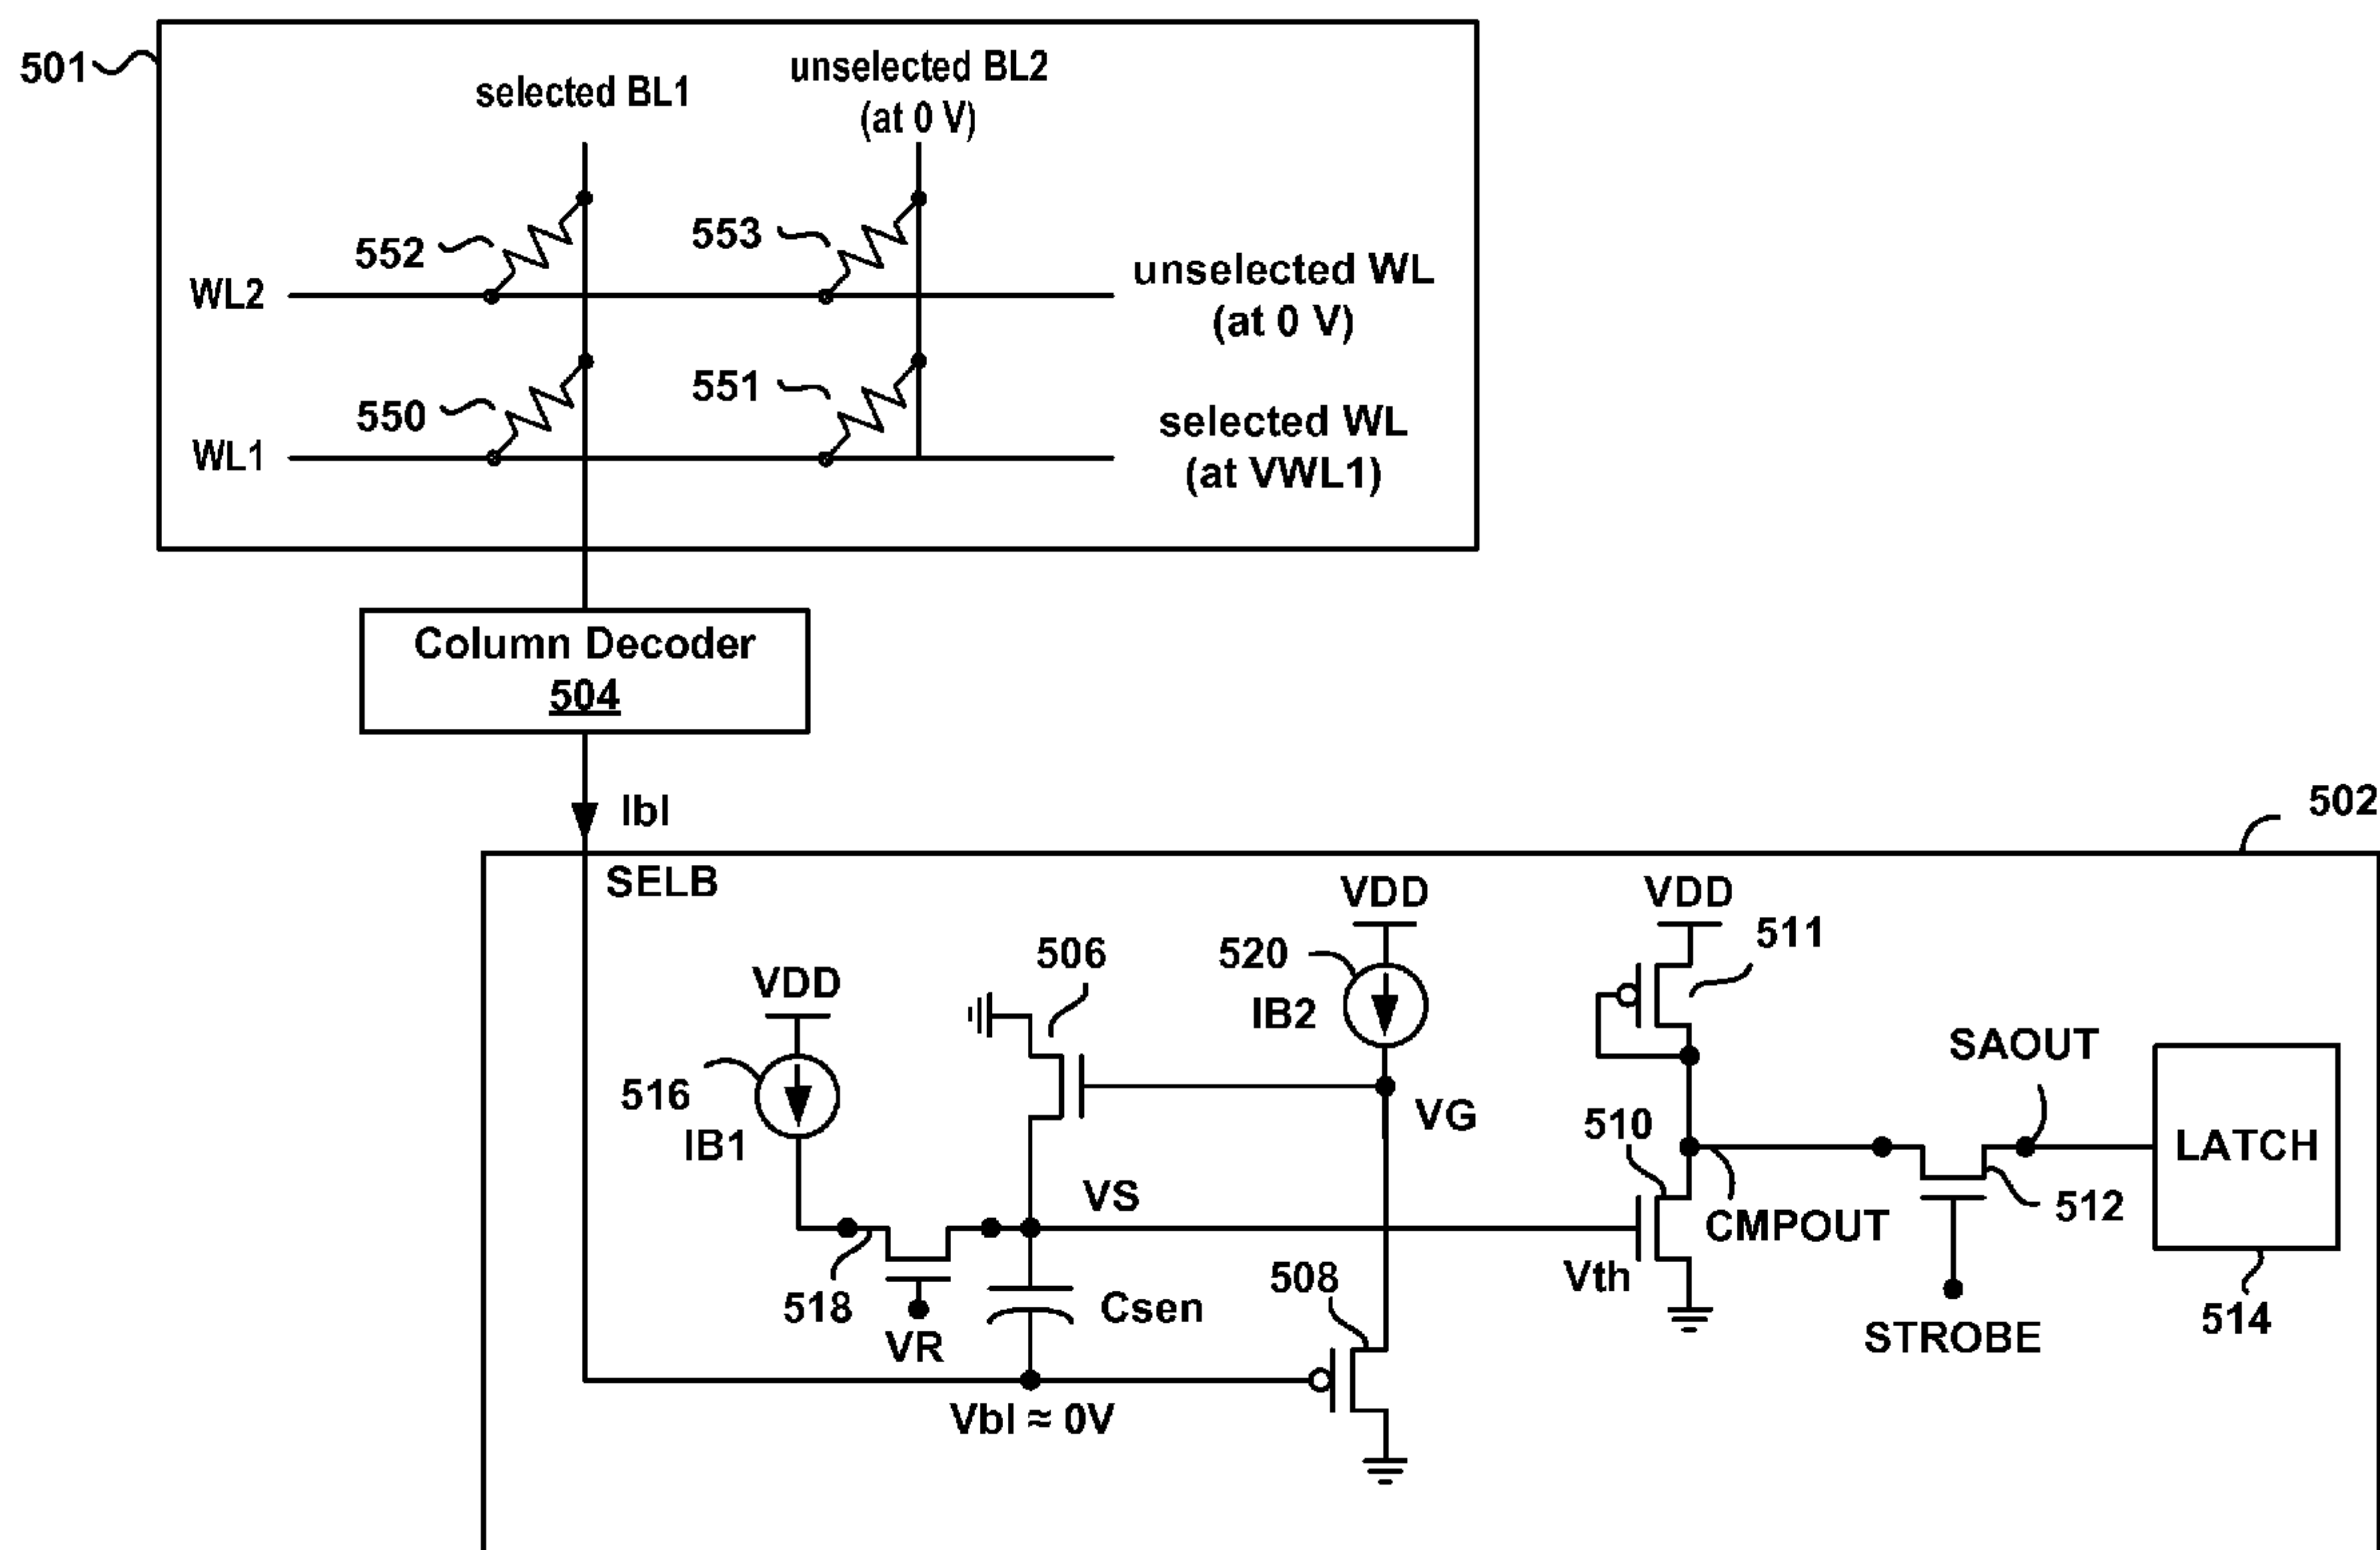 501
selected BL1
unselected BL2
(at 0 V)
552
553
WL2
unselected WL
(at 0 V)
550
551
WL1
selected WL
(at VWL1)
Column Decoder
504
Ibl
502
SELB
VDD
516
IB1
506
VDD
520
IB2
VG
VDD
511
510
CMPOUT
SAOUT
512
LATCH
514
STROBE
VS
518
VR
Csen
508
Vth
Vbl ≈ 0V